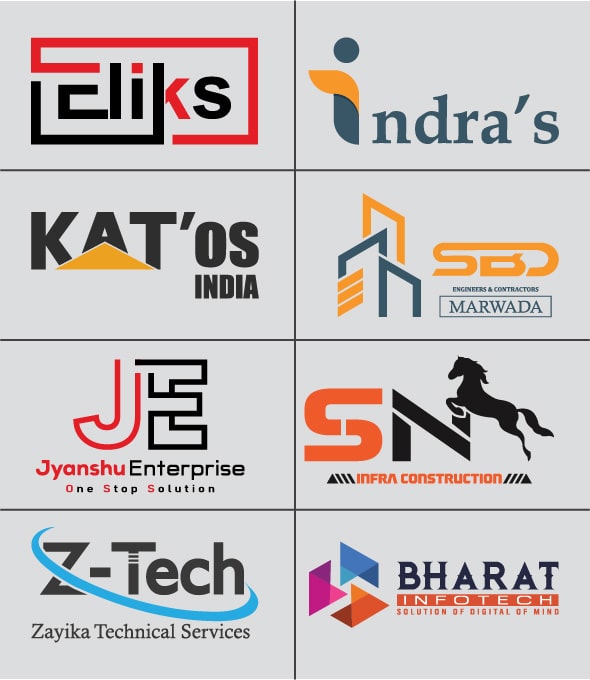 Eliks
indra's
KAT'OS
INDIA
SBD
ENGINEERS & CONTRACTORS
MARWADA
JE
Jyanshu Enterprise
One Stop Solution
SN
INFRA CONSTRUCTION
Z-Tech
Zayika Technical Services
BHARAT
INFOTECH
SOLUTION OF DIGITAL OF MIND